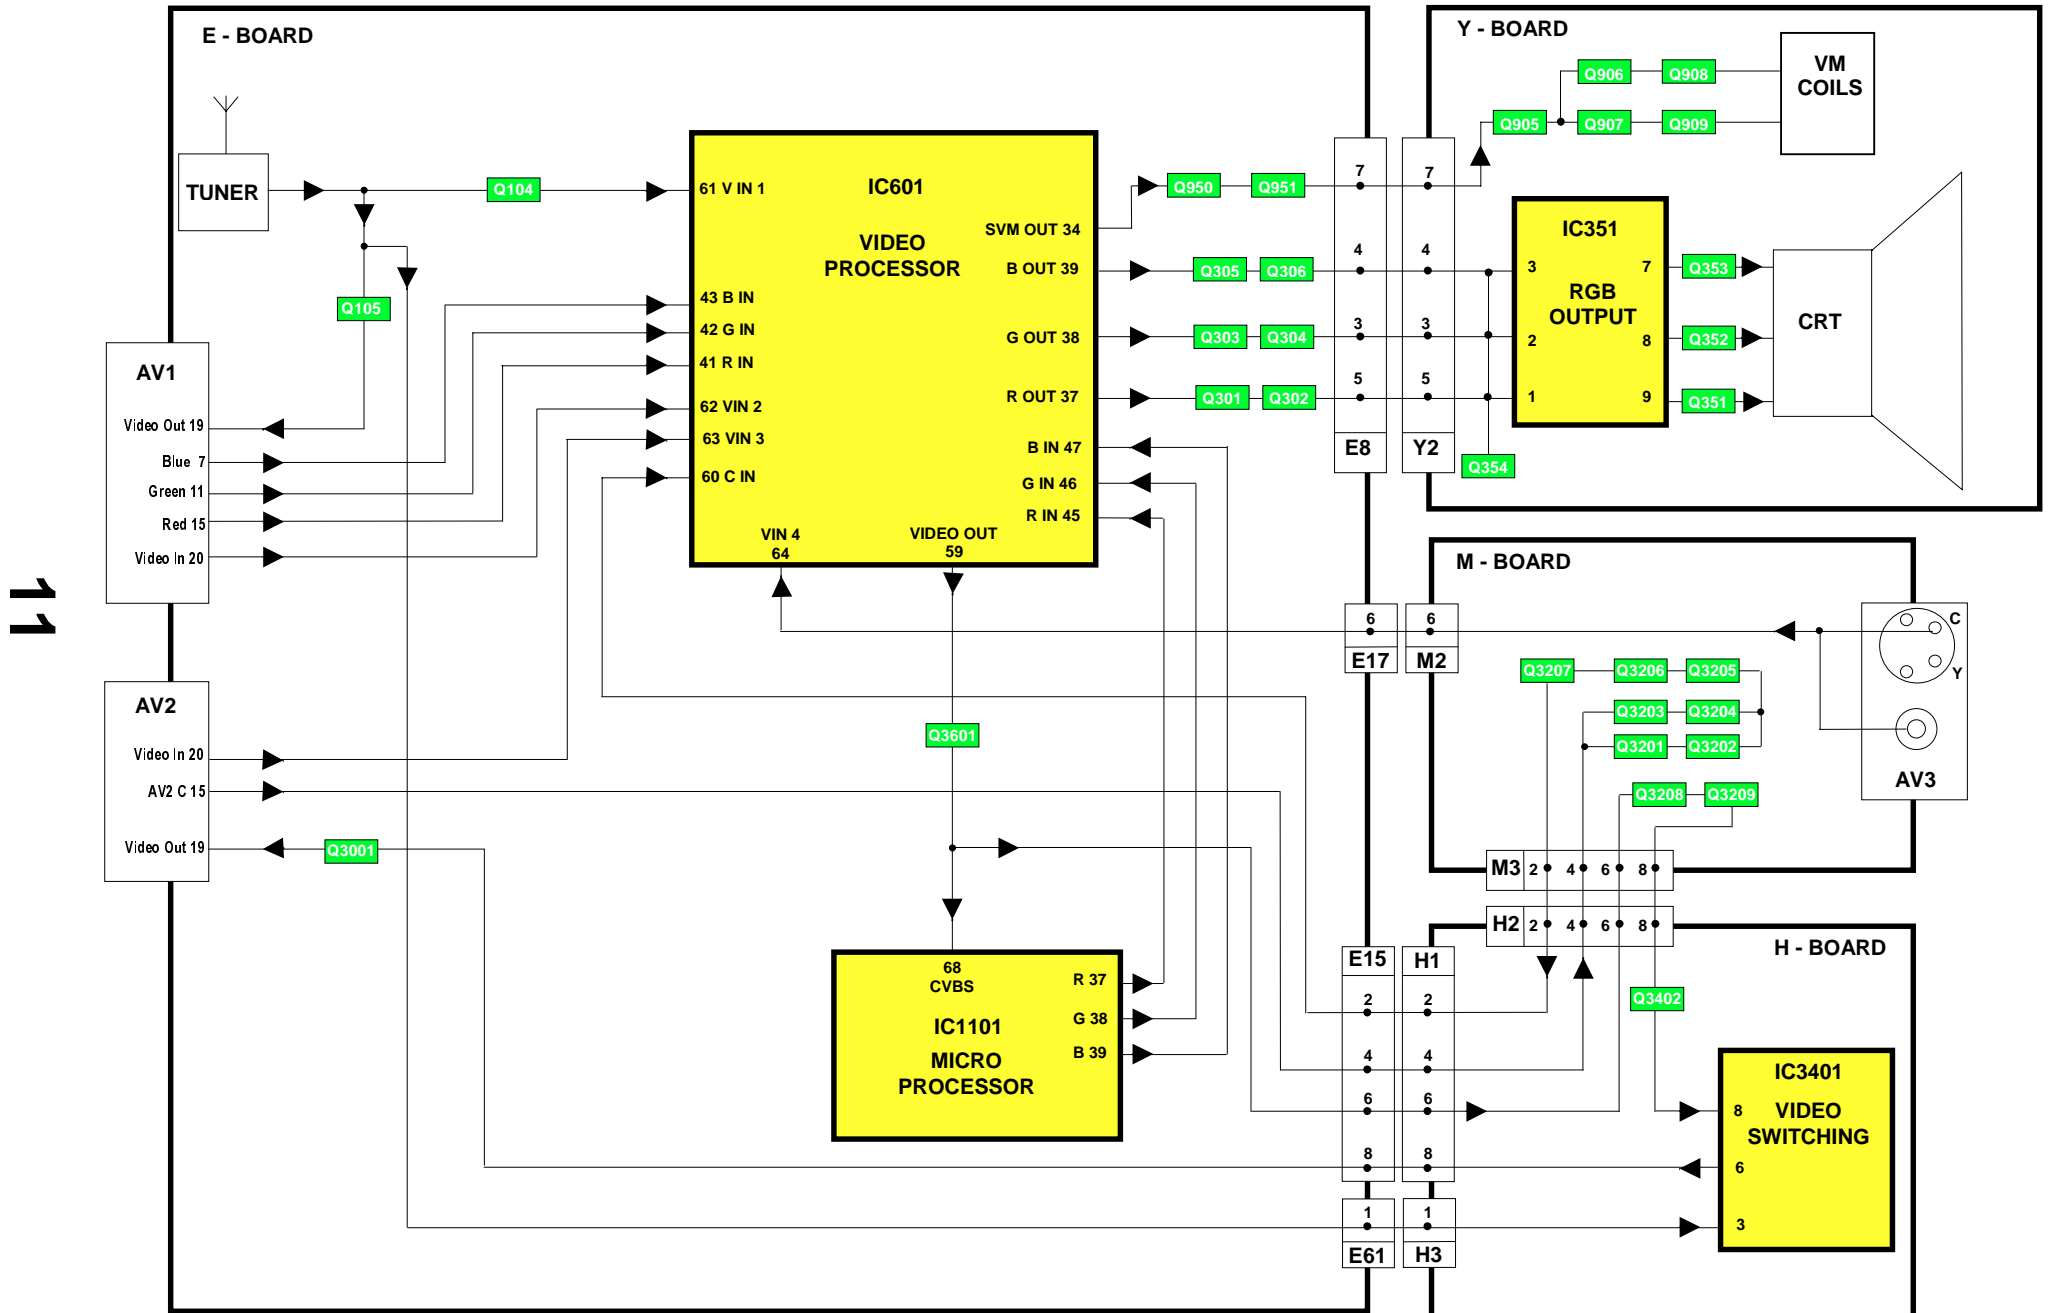 E - BOARD
TUNER
Q104
Q105
AV1
Video Out 19
Blue 7
Green 11
Red 15
Video In 20
AV2
Video In 20
AV2 C 15
Video Out 19
Q3001
11
61 V IN 1
IC601
VIDEO
PROCESSOR
43 B IN
42 G IN
41 R IN
62 VIN 2
63 VIN 3
60 C IN
SVM OUT 34
B OUT 39
G OUT 38
R OUT 37
B IN 47
G IN 46
R IN 45
VIN 4
64
VIDEO OUT
59
Q3601
68
CVBS
IC1101
MICRO
PROCESSOR
R 37
G 38
B 39
Q950
Q951
Q305
Q306
Q303
Q304
Q301
Q302
7
4
3
5
E8
7
4
3
5
Y2
Y - BOARD
Q905
Q906
Q908
Q907
Q909
VM
COILS
IC351
RGB
OUTPUT
3
2
1
7
8
9
Q353
Q352
Q351
Q354
CRT
M - BOARD
6
E17
6
M2
C
Y
AV3
Q3207
Q3206
Q3205
Q3203
Q3204
Q3201
Q3202
Q3208
Q3209
M3 2 4 6 8
H2 2 4 6 8
H - BOARD
E15
2
4
6
8
H1
2
4
6
8
1
E61
1
H3
Q3402
IC3401
VIDEO
SWITCHING
8
6
3